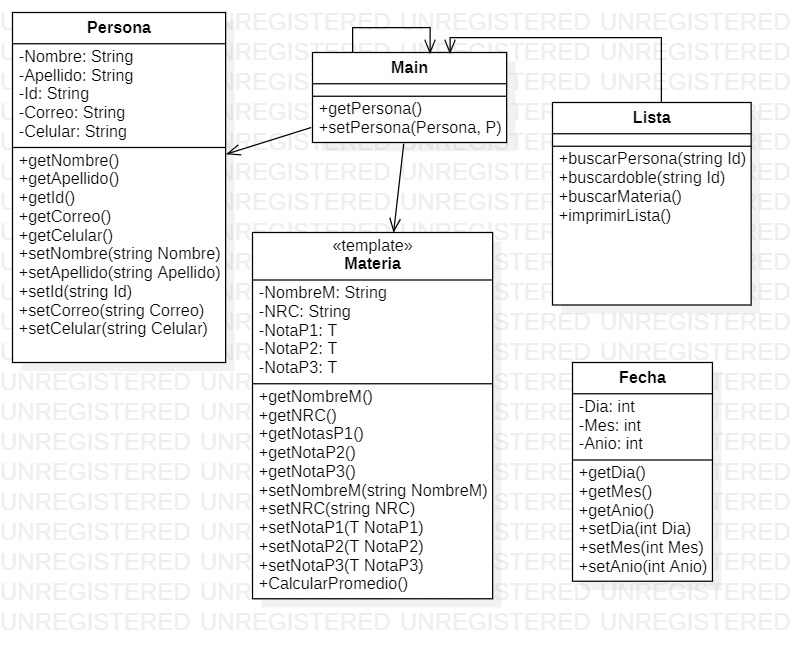 Persona
-Nombre: String
-Apellido: String
-Id: String
-Correo: String
-Celular: String
+getNombre()
+getApellido()
+getId()
+getCorreo()
+getCelular()
+setNombre(string Nombre)
+setApellido(string Apellido)
+setId(string Id)
+setCorreo(string Correo)
+setCelular(string Celular)
Main
+getPersona()
+setPersona(Persona, P)
Lista
+buscarPersona(string Id)
+buscardoble(string Id)
+buscarMateria()
+imprimirLista()
«template»
Materia
-NombreM: String
-NRC: String
-NotaP1: T
-NotaP2: T
-NotaP3: T
+getNombreM()
+getNRC()
+getNotasP1()
+getNotaP2()
+getNotaP3()
+setNombreM(string NombreM)
+setNRC(string NRC)
+setNotaP1(T NotaP1)
+setNotaP2(T NotaP2)
+setNotaP3(T NotaP3)
+CalcularPromedio()
Fecha
-Dia: int
-Mes: int
-Anio: int
+getDia()
+getMes()
+getAnio()
+setDia(int Dia)
+setMes(int Mes)
+setAnio(int Anio)
UNREGISTERED UNREGISTERED UNREGISTERED UNREGISTERED